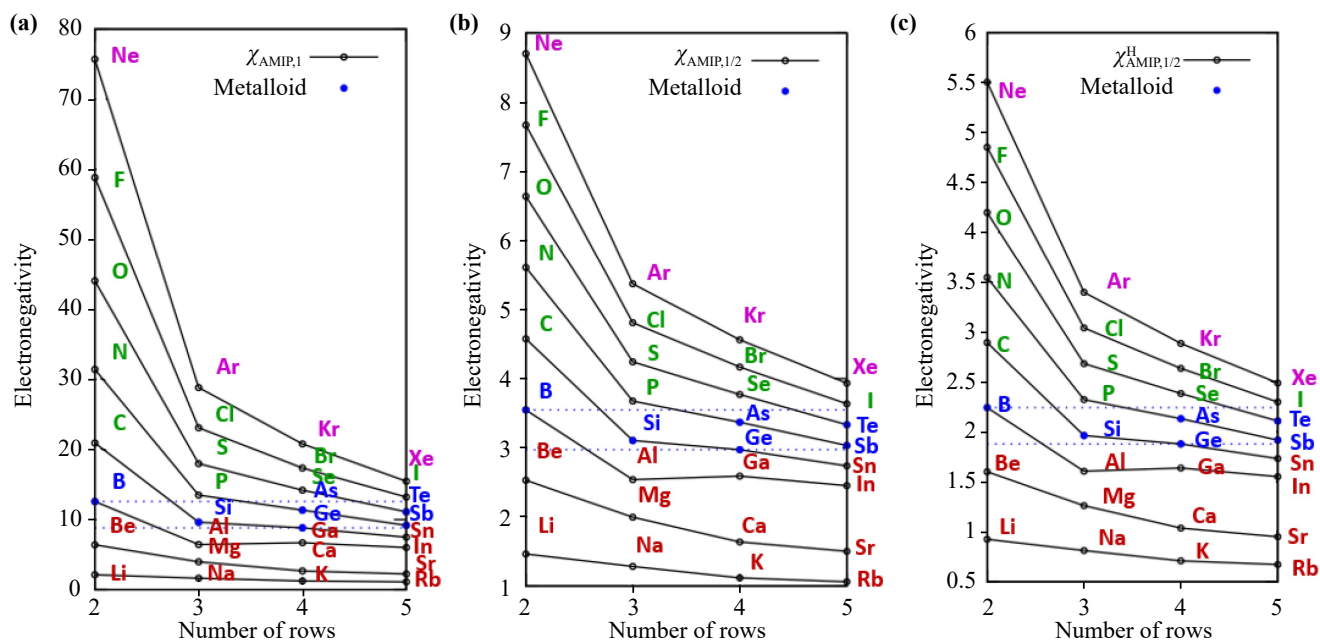 (a)
80
70
60
50
40
30
20
10
0
Electronegativity
χAMIP,1
Metalloid
Ne
F
O
N
C
B
Be
Li
Ar
Cl
S
P
Si
Al
Mg
Na
Kr
Br
Se
As
Ge
Ga
Ca
K
Xe
I
Te
Sb
Sn
In
Sr
Rb
2 3 4 5
Number of rows
(b)
9
8
7
6
5
4
3
2
1
Electronegativity
χAMIP,1/2
Metalloid
Ne
F
O
N
C
B
Be
Li
Ar
Cl
S
P
Si
Al
Mg
Na
Kr
Br
Se
As
Ge
Ga
Ca
K
Xe
I
Te
Sb
Sn
In
Sr
Rb
2 3 4 5
Number of rows
(c)
6
5.5
5
4.5
4
3.5
3
2.5
2
1.5
1
0.5
Electronegativity
χHAMIP,1/2
Metalloid
Ne
F
O
N
C
B
Be
Li
Ar
Cl
S
P
Si
Al
Mg
Na
Kr
Br
Se
As
Ge
Ga
Ca
K
Xe
I
Te
Sb
Sn
In
Sr
Rb
2 3 4 5
Number of rows